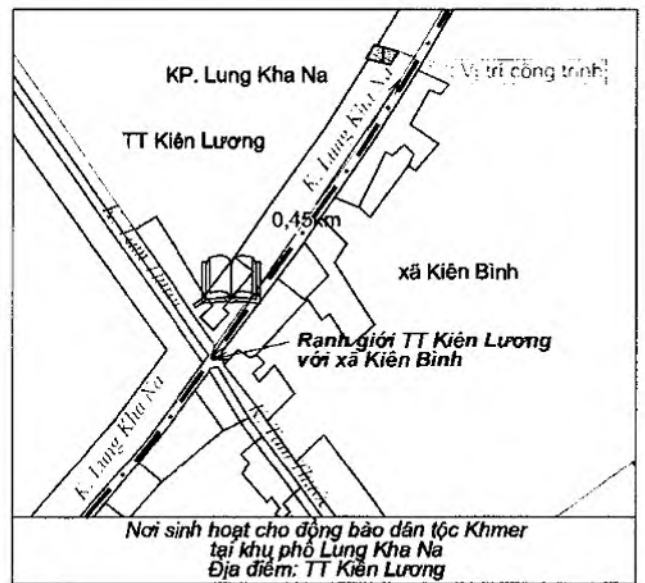 KP. Lung Kha Na
Vị trí công trình
TT Kiên Lương
K. Lung Kha Na
0,45km
xã Kiên Bình
Ranh giới TT Kiên Lương
với xã Kiên Bình
K. Lung Kha Na
Nơi sinh hoạt cho đồng bào dân tộc Khmer
tại khu phố Lung Kha Na
Địa điểm: TT Kiên Lương